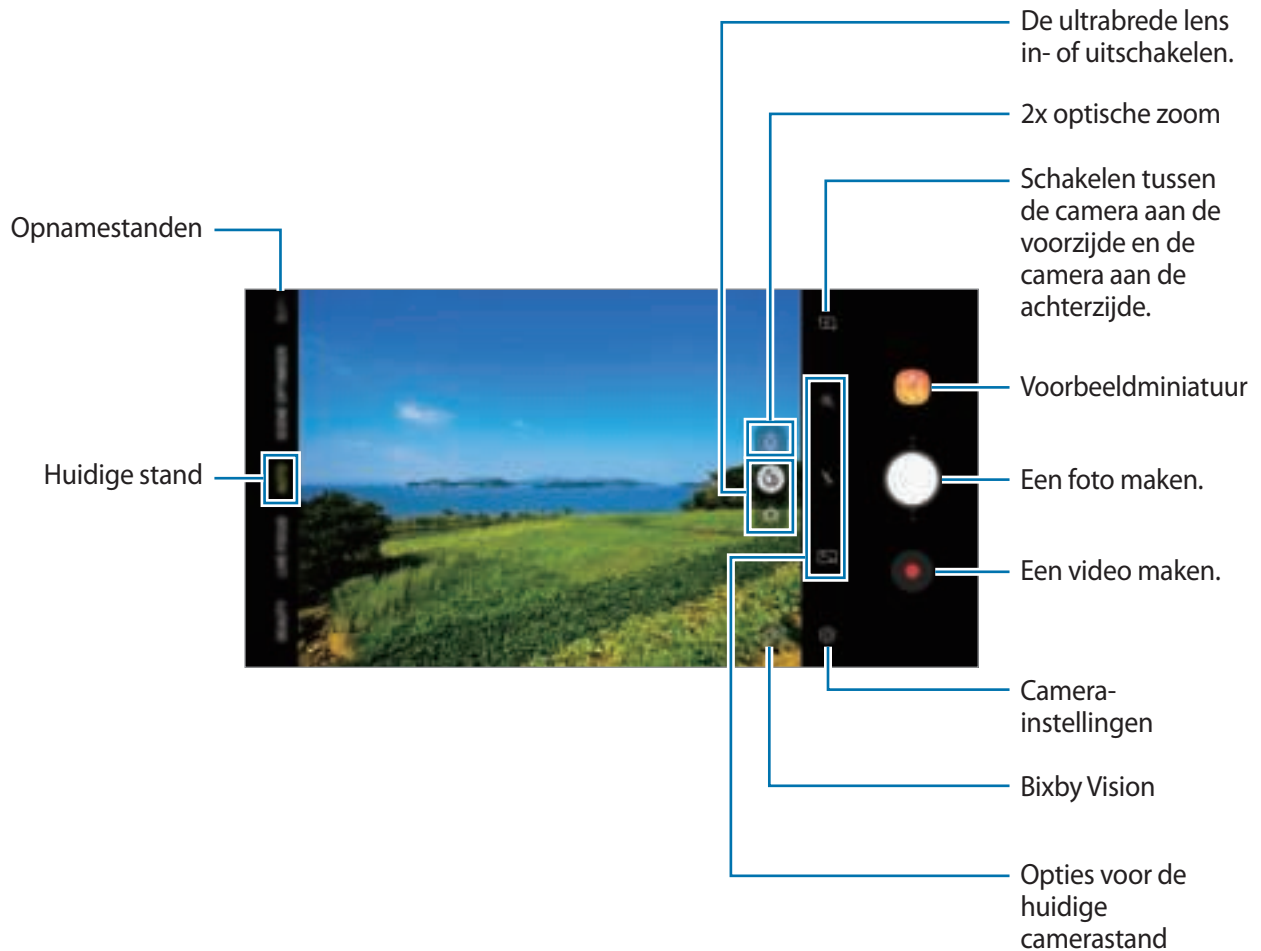 De ultrabrede lens
in- of uitschakelen.
2x optische zoom
Schakelen tussen
de camera aan de
voorzijde en de
camera aan de
achterzijde.
Opnamestanden
Voorbeeldminiatuur
Huidige stand
Een foto maken.
Een video maken.
Camera-
instellingen
Bixby Vision
Opties voor de
huidige
camerastand